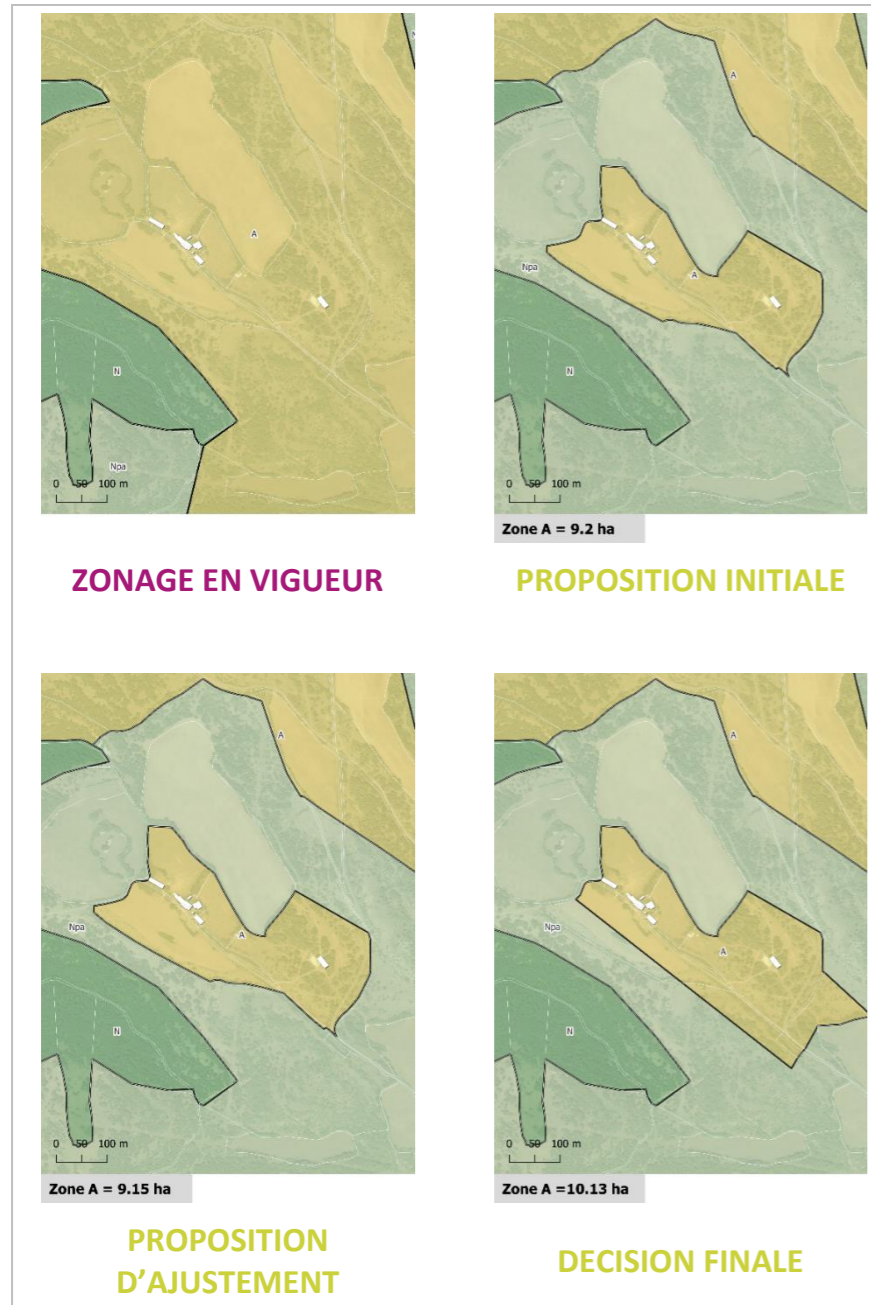 N
A
N
Npa
0 50 100 m
A
A
Npa
N
0 50 100 m
Zone A = 9.2 ha
ZONAGE EN VIGUEUR
PROPOSITION INITIALE
A
A
Npa
N
0 50 100 m
Zone A = 9.15 ha
A
A
Npa
N
0 50 100 m
Zone A =10.13 ha
PROPOSITION
D’AJUSTEMENT
DECISION FINALE